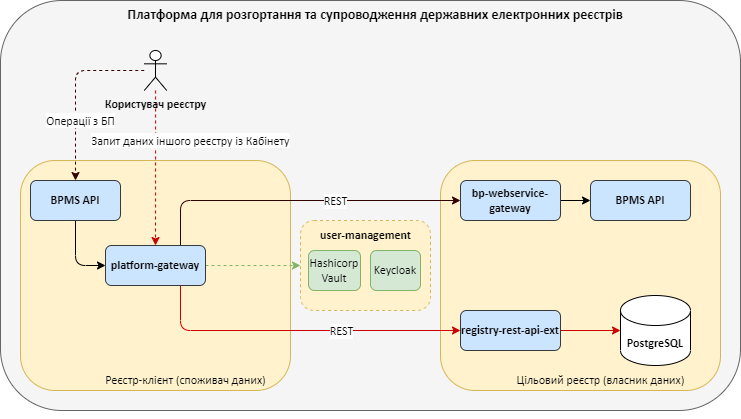 Платформа для розгортання та супроводження державних електронних реєстрів
Користувач реєстру
Операції з БП
Запит даних іншого реєстру із Кабінету
BPMS API
platform-gateway
Реєстр-клієнт (споживач даних)
REST
user-management
Hashicorp
Vault
Keycloak
REST
bp-webservice-
gateway
BPMS API
registry-rest-api-ext
PostgreSQL
Цільовий реєстр (власник даних)